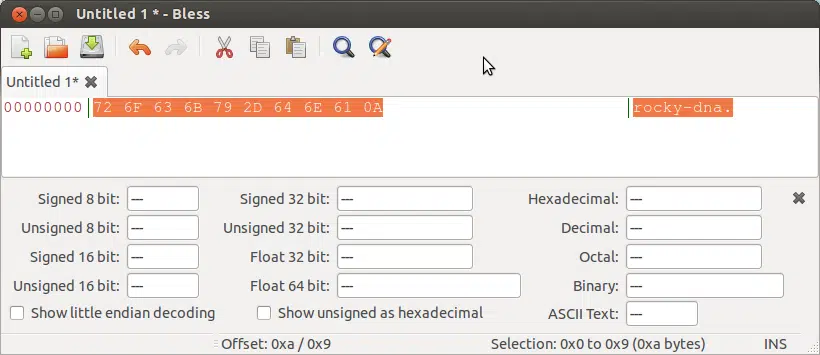 Untitled 1 * - Bless
Untitled 1*
00000000 72 6F 63 6B 79 2D 64 6E 61 0A rocky-dna.
Signed 8 bit: --- Signed 32 bit: --- Hexadecimal: ---
Unsigned 8 bit: --- Unsigned 32 bit: --- Decimal: ---
Signed 16 bit: --- Float 32 bit: --- Octal: ---
Unsigned 16 bit: --- Float 64 bit: --- Binary: ---
Show little endian decoding Show unsigned as hexadecimal ASCII Text: ---
Offset: 0xa / 0x9 Selection: 0x0 to 0x9 (0xa bytes) INS